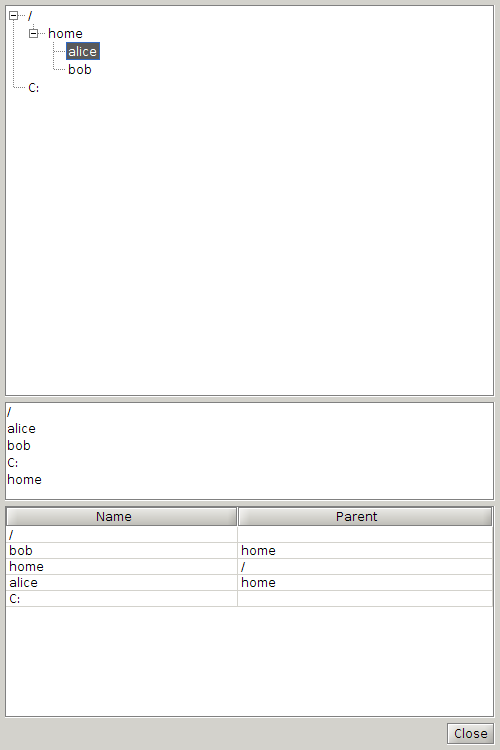 /
home
alice
bob
C:
/
alice
bob
C:
home
Name Parent
/
bob home
home /
alice home
C:
Close